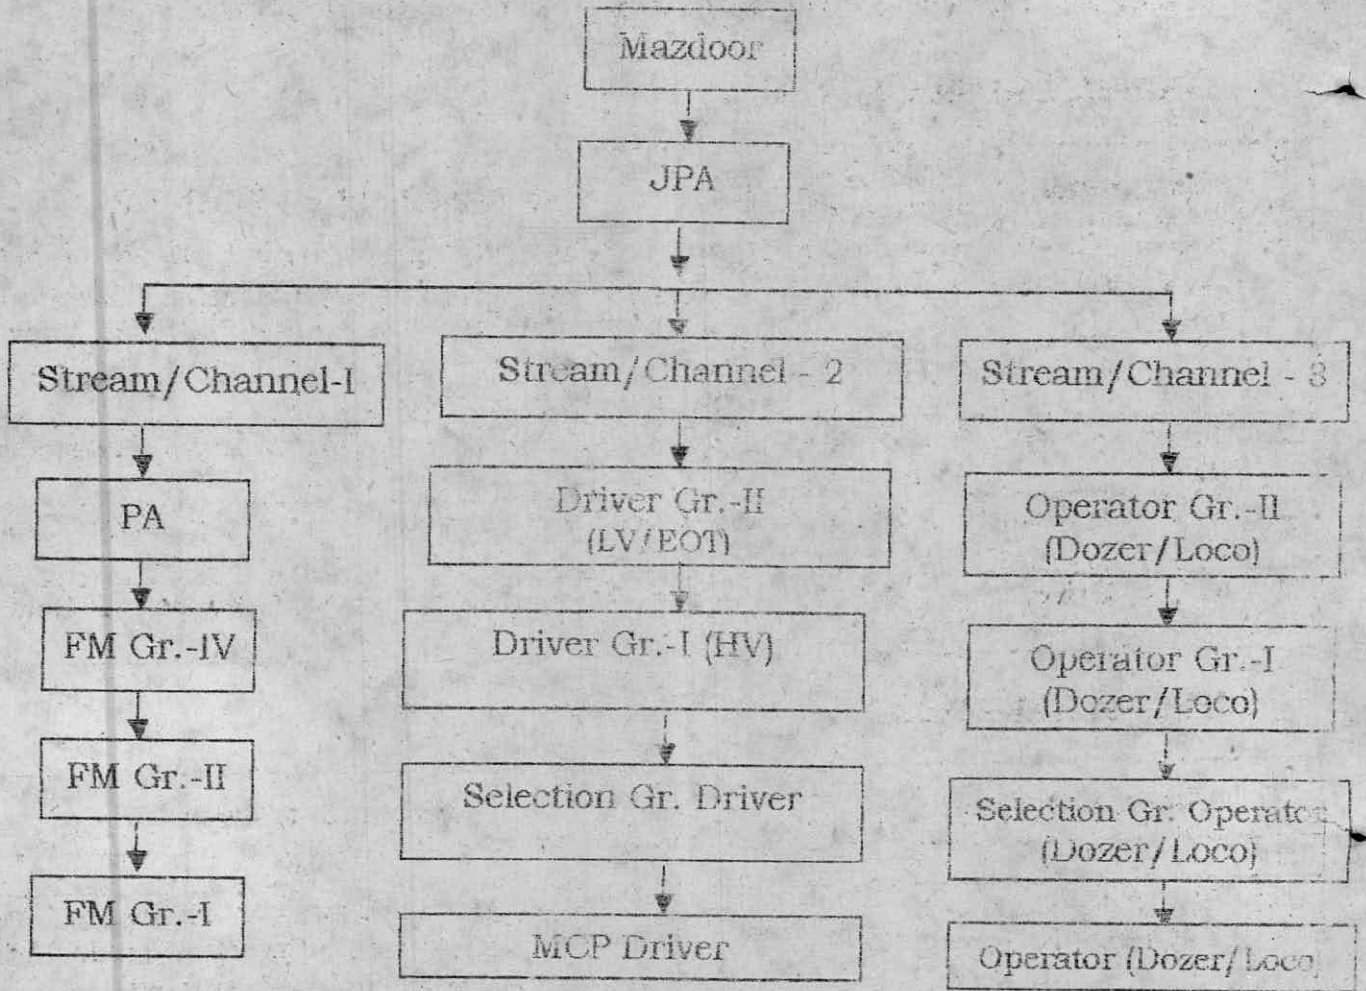 Mazdoor
JPA
Stream/Channel-I
Stream/Channel - 2
Stream/Channel - 3
PA
Driver Gr.-II
(LV/EOT)
Operator Gr.-II
(Dozer/Loco)
FM Gr.-IV
Driver Gr.-I (HV)
Operator Gr.-I
(Dozer/Loco)
FM Gr.-II
Selection Gr. Driver
Selection Gr. Operator
(Dozer/Loco)
FM Gr.-I
MCP Driver
Operator (Dozer/Loco